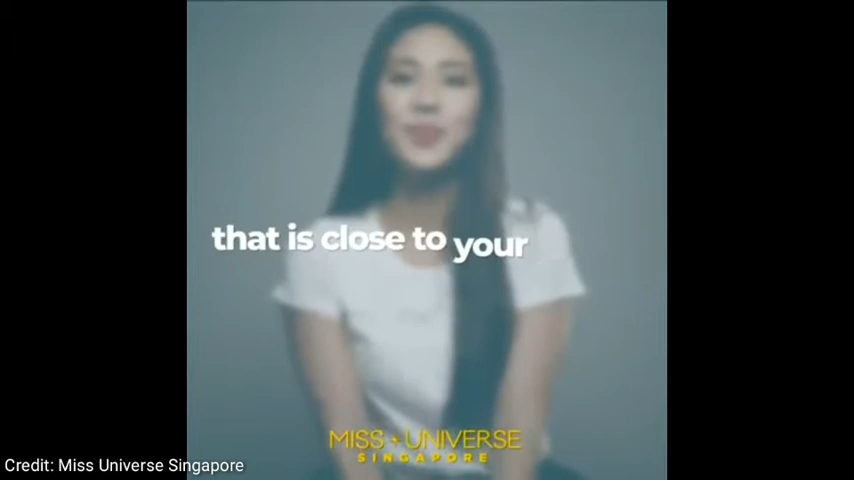 that is close to your
MISS UNIVERSE
SINGAPORE
Credit: Miss Universe Singapore